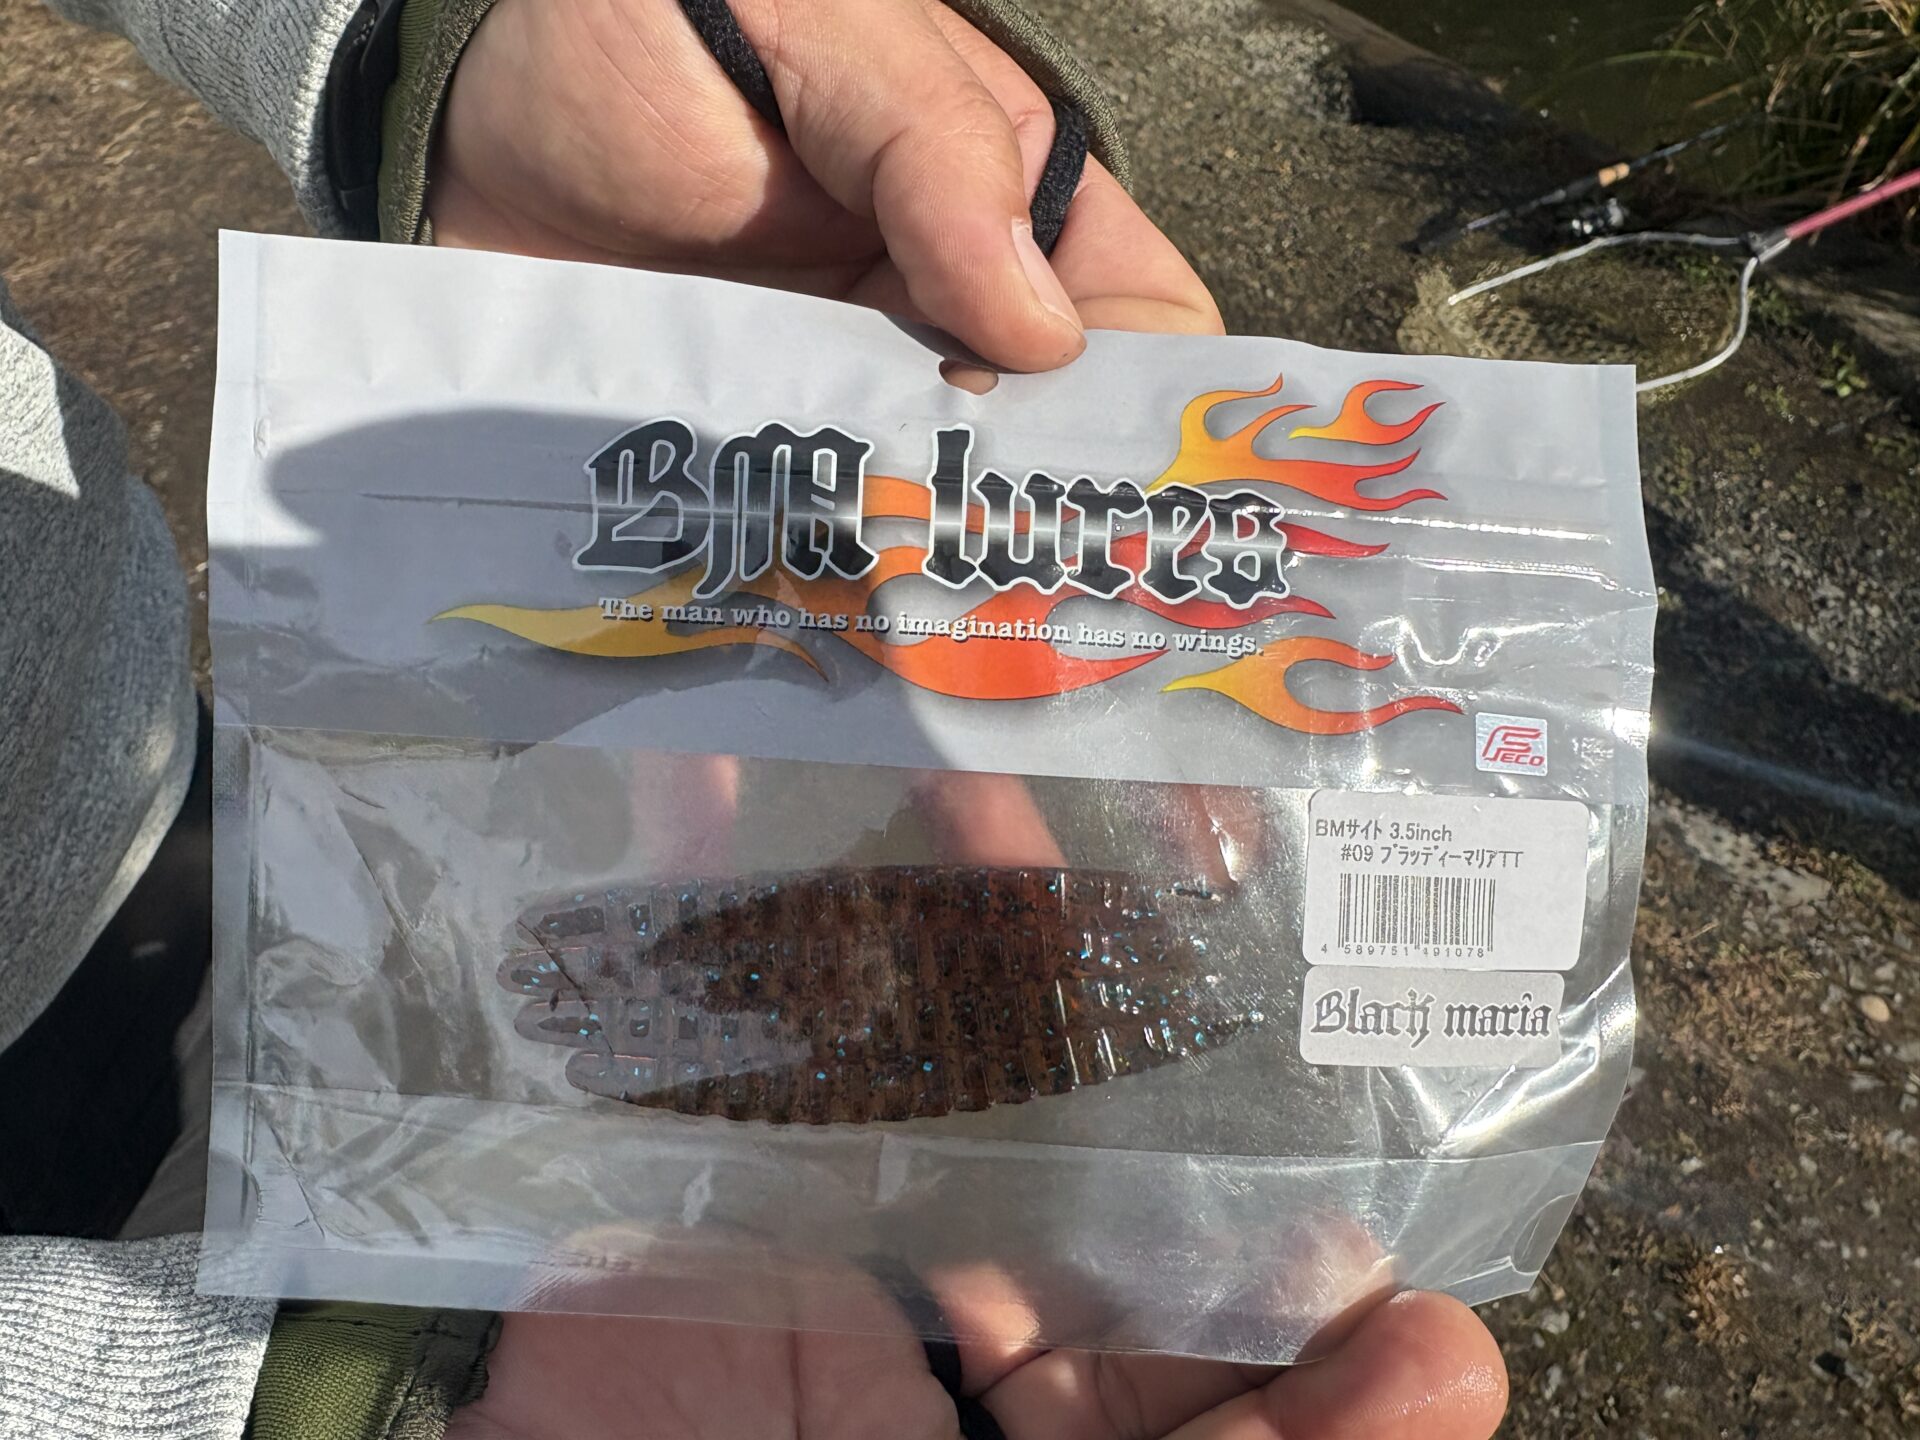 BM lures
The man who has no imagination has no wings.
FECO
BMサイト 3.5inch
#09 ブラッディーマリアTT
4 589751 491078
Black maria